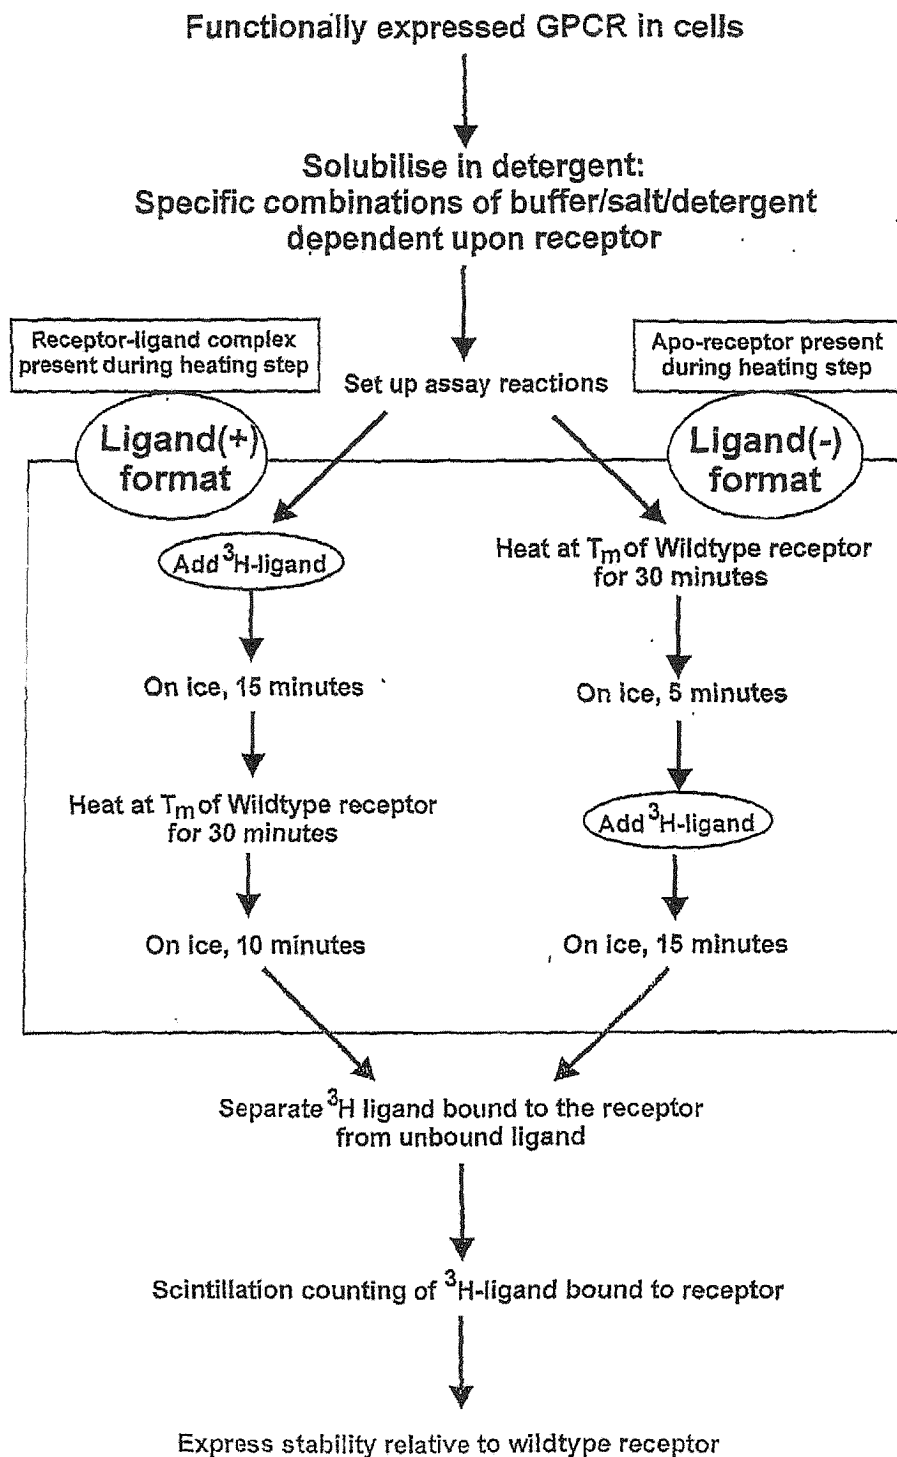 Functionally expressed GPCR in cells
Solubilise in detergent:
Specific combinations of buffer/salt/detergent
dependent upon receptor
Receptor-ligand complex
present during heating step
Apo-receptor present
during heating step
Set up assay reactions
Ligand(+)
format
Ligand(-)
format
Add ³H-ligand
On ice, 15 minutes
Heat at Tm of Wildtype receptor
for 30 minutes
On ice, 10 minutes
Heat at Tm of Wildtype receptor
for 30 minutes
On ice, 5 minutes
Add ³H-ligand
On ice, 15 minutes
Separate ³H ligand bound to the receptor
from unbound ligand
Scintillation counting of ³H-ligand bound to receptor
Express stability relative to wildtype receptor